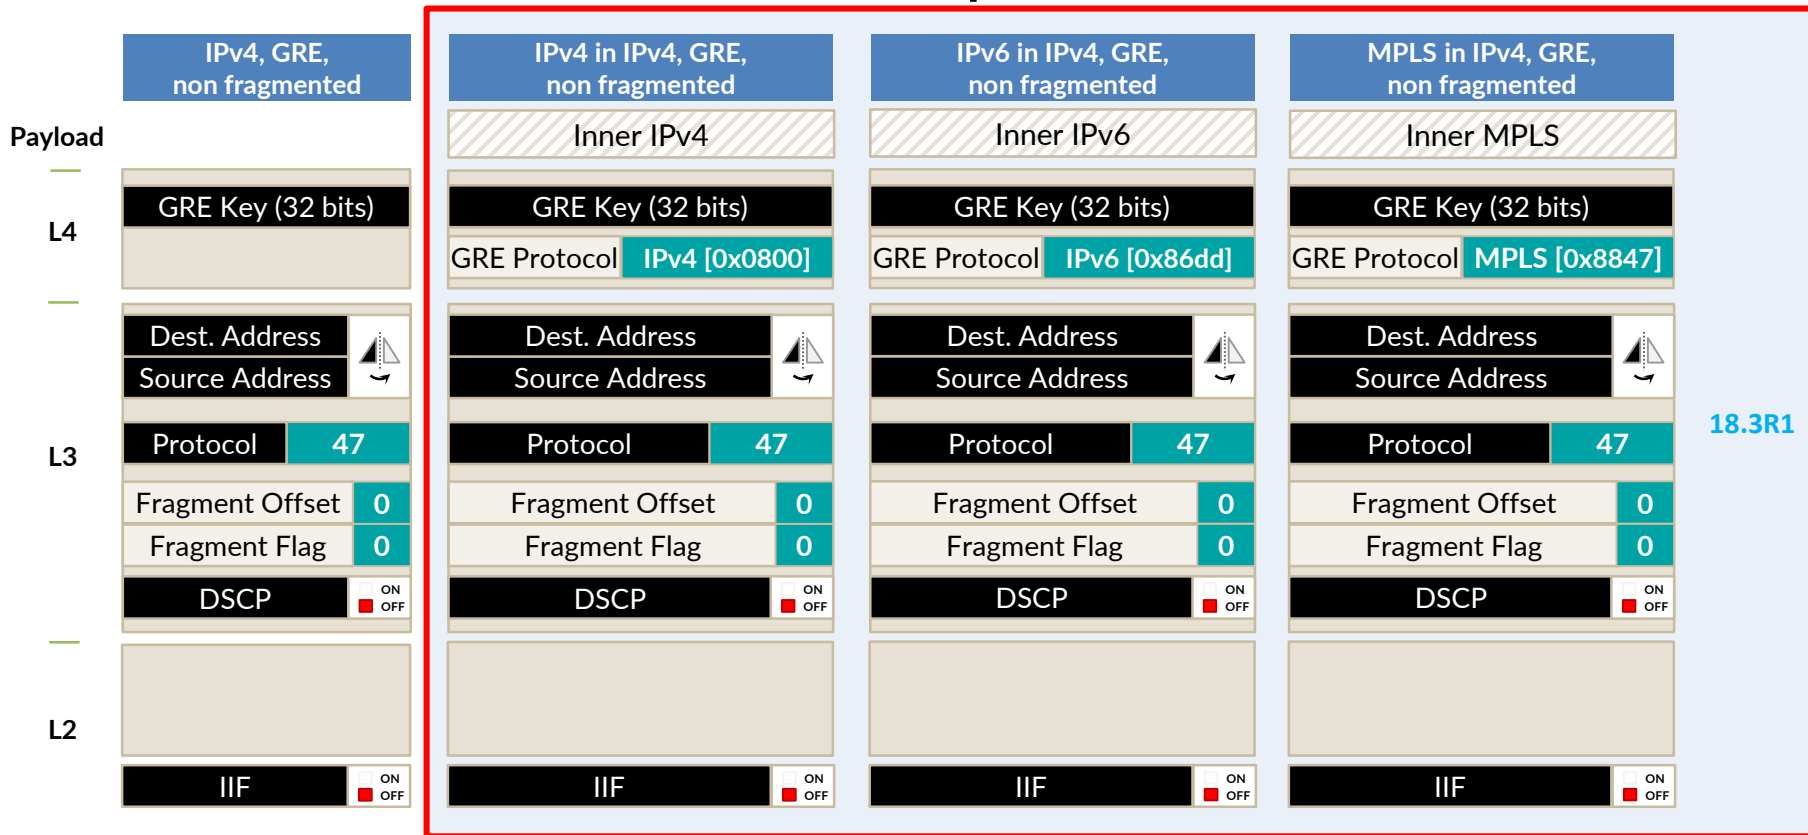 IPv4, GRE,
non fragmented
IPv4 in IPv4, GRE,
non fragmented
IPv6 in IPv4, GRE,
non fragmented
MPLS in IPv4, GRE,
non fragmented
Payload
Inner IPv4
Inner IPv6
Inner MPLS
L4
GRE Key (32 bits)
GRE Key (32 bits)
GRE Protocol IPv4 [0x0800]
GRE Key (32 bits)
GRE Protocol IPv6 [0x86dd]
GRE Key (32 bits)
GRE Protocol MPLS [0x8847]
L3
Dest. Address
Source Address
Protocol 47
Fragment Offset 0
Fragment Flag 0
DSCP ON
OFF
Dest. Address
Source Address
Protocol 47
Fragment Offset 0
Fragment Flag 0
DSCP ON
OFF
Dest. Address
Source Address
Protocol 47
Fragment Offset 0
Fragment Flag 0
DSCP ON
OFF
Dest. Address
Source Address
Protocol 47
Fragment Offset 0
Fragment Flag 0
DSCP ON
OFF
18.3R1
L2
IIF ON
OFF
IIF ON
OFF
IIF ON
OFF
IIF ON
OFF